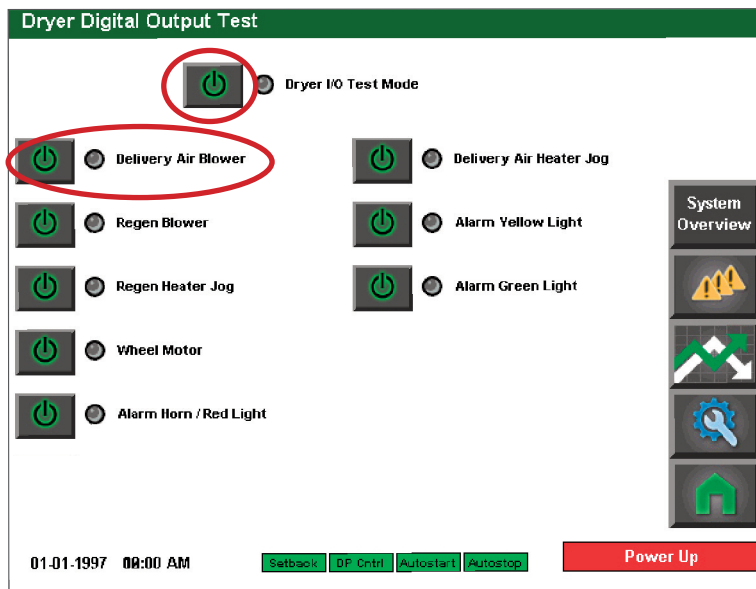 Dryer Digital Output Test
Dryer I/O Test Mode
Delivery Air Blower
Delivery Air Heater Jog
Regen Blower
Alarm Yellow Light
Regen Heater Jog
Alarm Green Light
Wheel Motor
Alarm Horn / Red Light
System
Overview
01-01-1997 :00 AM
Setback DP Cntrl Autostart Autostop
Power Up